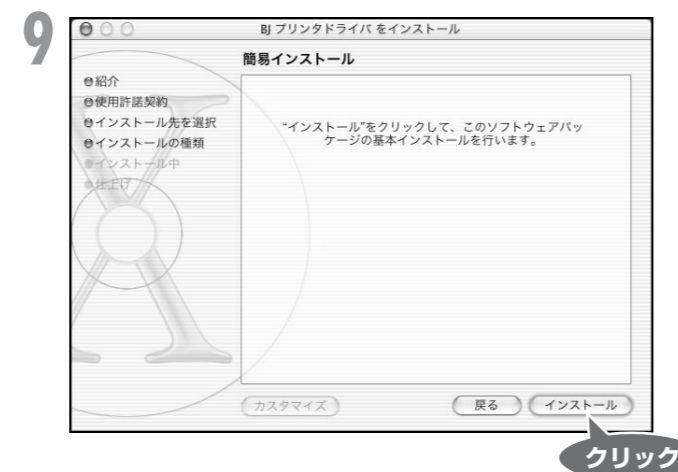 9
BJ プリンタドライバ をインストール
簡易インストール
紹介
使用許諾契約
インストール先を選択
インストールの種類
インストール中
仕上げ
“インストール”をクリックして、このソフトウェアパッ
ケージの基本インストールを行います。
カスタマイズ
戻る
インストール
クリック